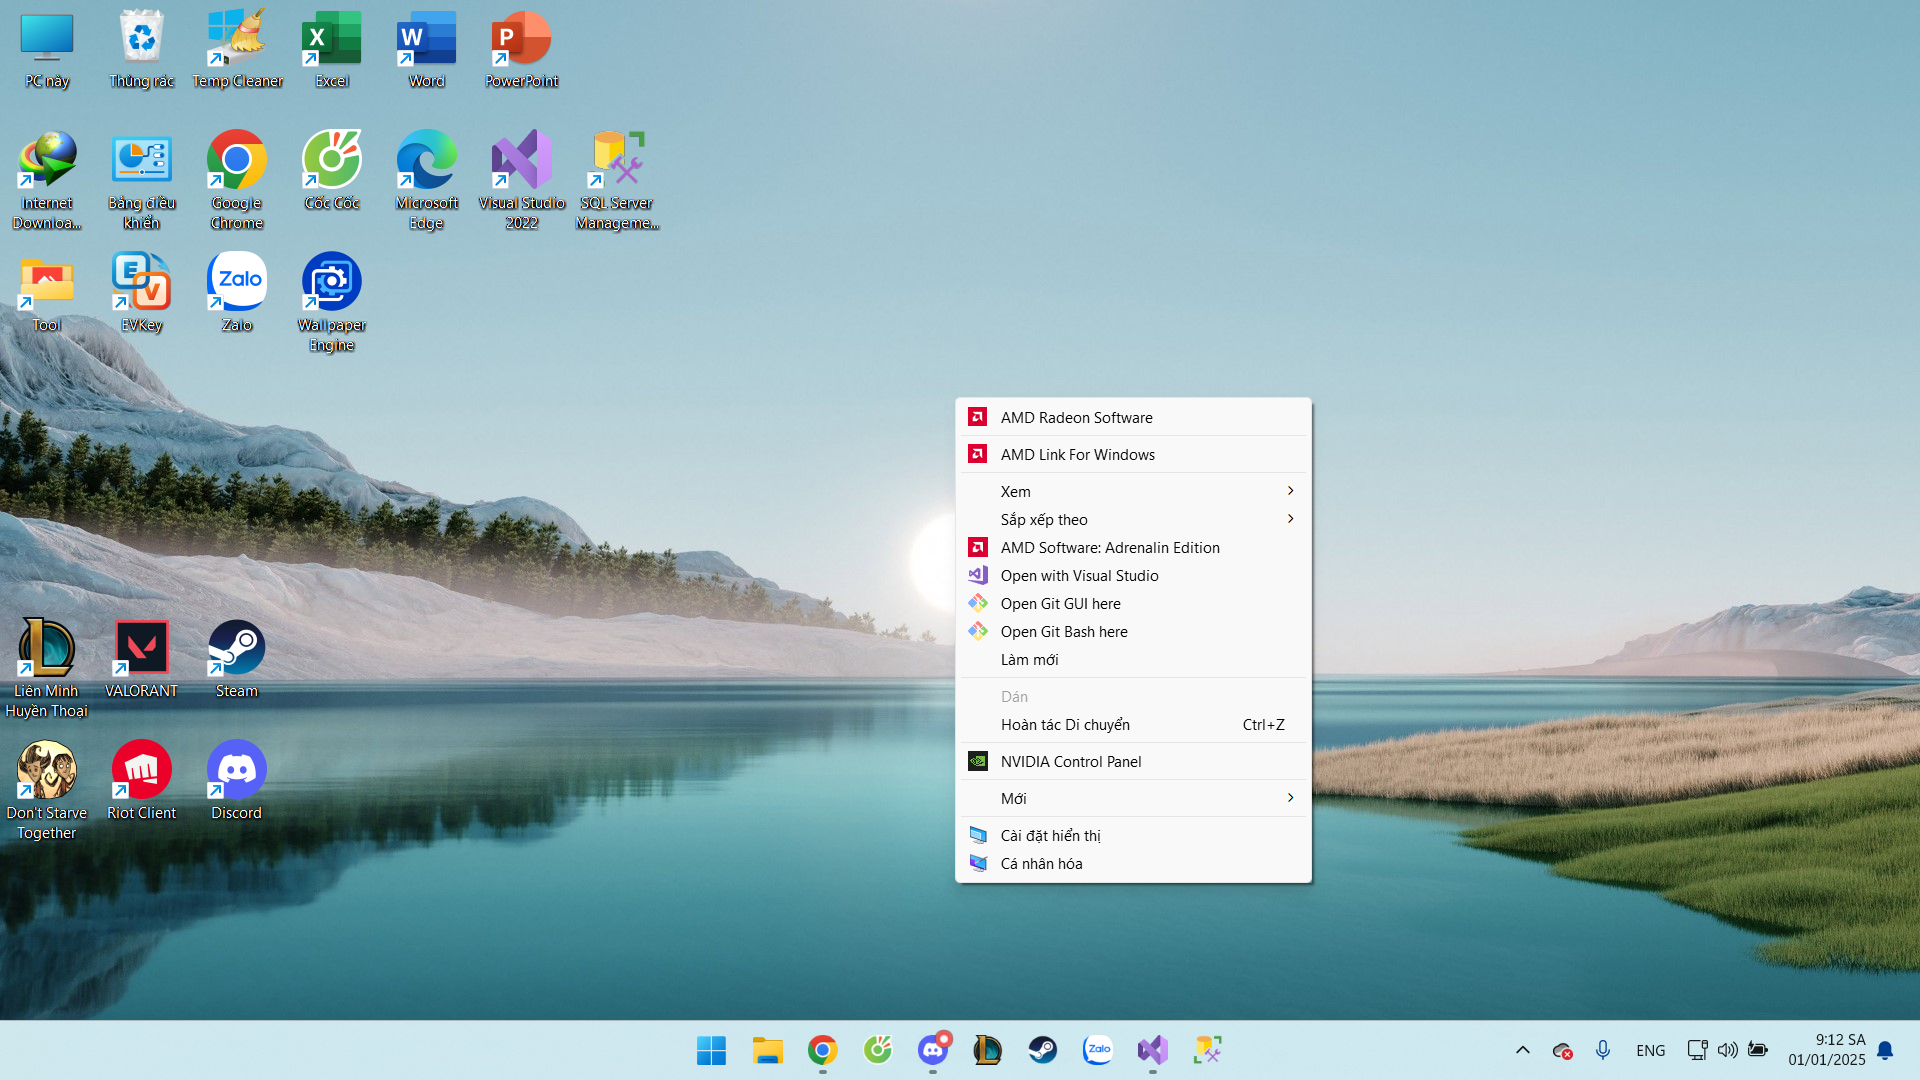 PC này
Thùng rác
Temp Cleaner
Excel
Word
PowerPoint
Internet
Downloa...
Bảng điều
khiển
Google
Chrome
Cốc Cốc
Microsoft
Edge
Visual Studio
2022
SQL Server
Manageme...
Tool
EVKey
Zalo
Zalo
Wallpaper
Engine
AMD Radeon Software
AMD Link For Windows
Xem
Sắp xếp theo
AMD Software: Adrenalin Edition
Open with Visual Studio
Open Git GUI here
Open Git Bash here
Làm mới
Dán
Hoàn tác Di chuyển Ctrl+Z
NVIDIA Control Panel
Mới
Cài đặt hiển thị
Cá nhân hóa
Liên Minh
Huyền Thoại
VALORANT
Steam
Don't Starve
Together
Riot Client
Discord
Zalo
ENG
9:12 SA
01/01/2025